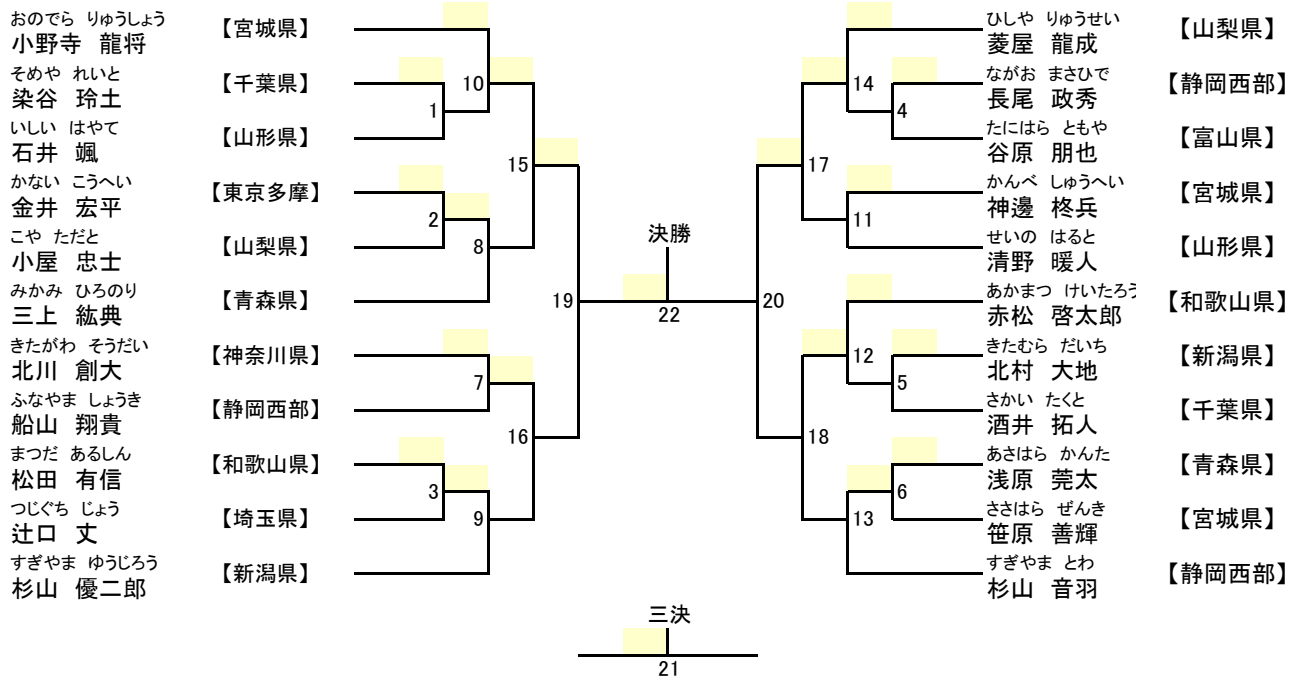 おのでら りゅうしょう
小野寺 龍将 【宮城県】
そめや れいと
染谷 玲土 【千葉県】
いしい はやて
石井 颯 【山形県】
かない こうへい
金井 宏平 【東京多摩】
こや ただと
小屋 忠士 【山梨県】
みかみ ひろのり
三上 紘典 【青森県】
きたがわ そうだい
北川 創大 【神奈川県】
ふなやま しょうき
船山 翔貴 【静岡西部】
まつだ あるしん
松田 有信 【和歌山県】
つじぐち じょう
辻口 丈 【埼玉県】
すぎやま ゆうじろう
杉山 優二郎 【新潟県】
10
1
15
2
8
19
7
16
3
9
決勝
22
三決
21
14
4
17
11
20
12
5
18
6
13
ひしや りゅうせい
菱屋 龍成 【山梨県】
ながお まさひで
長尾 政秀 【静岡西部】
たにはら ともや
谷原 朋也 【富山県】
かんべ しゅうへい
神邊 柊兵 【宮城県】
せいの はると
清野 暖人 【山形県】
あかまつ けいたろう
赤松 啓太郎 【和歌山県】
きたむら だいち
北村 大地 【新潟県】
さかい たくと
酒井 拓人 【千葉県】
あさはら かんた
浅原 莞太 【青森県】
ささはら ぜんき
笹原 善輝 【宮城県】
すぎやま とわ
杉山 音羽 【静岡西部】